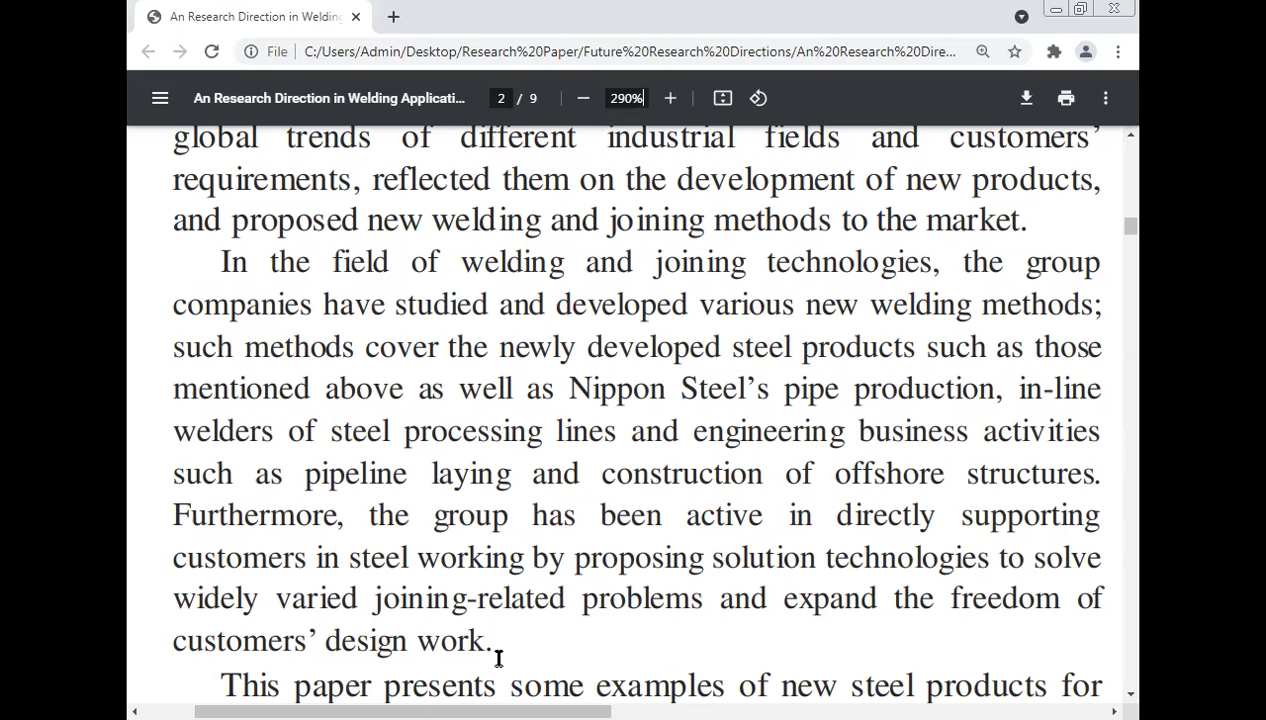 An Research Direction in Welding
File
C:/Users/Admin/Desktop/Research%20Paper/Future%20Research%20Directions/An%20Research%20Dire...
An Research Direction in Welding Applicati...
2 / 9
290%
global trends of different industrial fields and customers’
requirements, reflected them on the development of new products,
and proposed new welding and joining methods to the market.
In the field of welding and joining technologies, the group
companies have studied and developed various new welding methods;
such methods cover the newly developed steel products such as those
mentioned above as well as Nippon Steel’s pipe production, in-line
welders of steel processing lines and engineering business activities
such as pipeline laying and construction of offshore structures.
Furthermore, the group has been active in directly supporting
customers in steel working by proposing solution technologies to solve
widely varied joining-related problems and expand the freedom of
customers’ design work.
This paper presents some examples of new steel products for